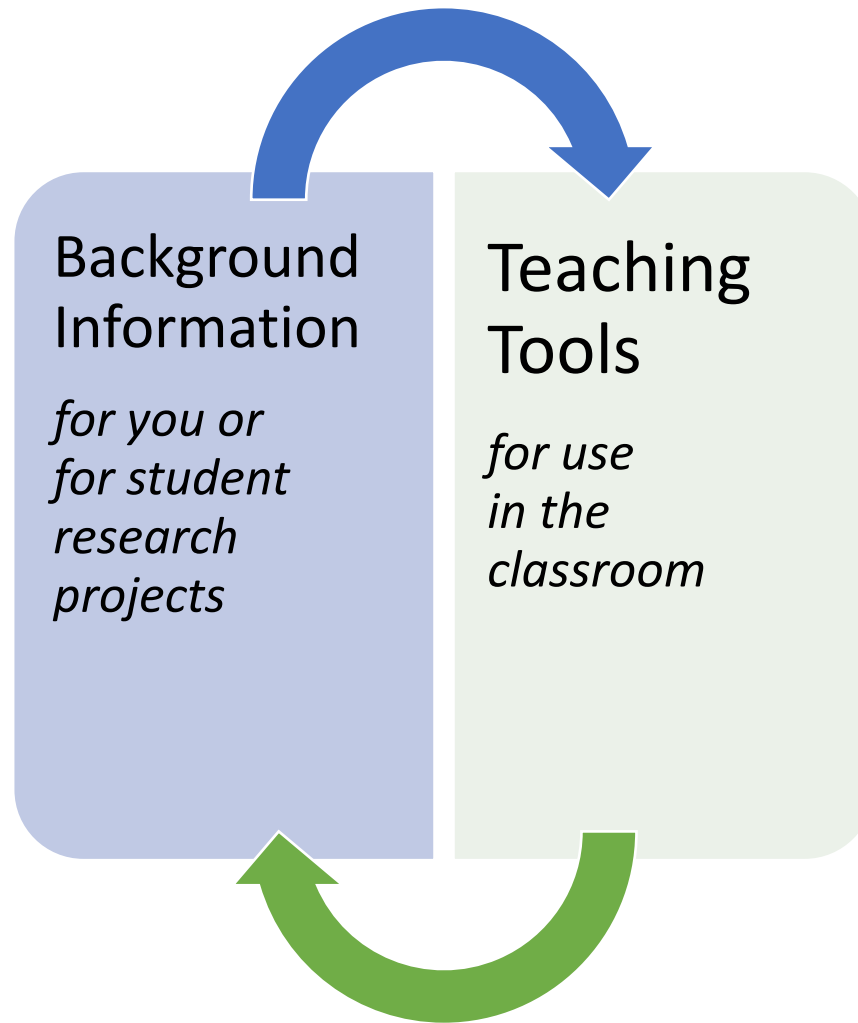 Background
Information
for you or
for student
research
projects
Teaching
Tools
for use
in the
classroom